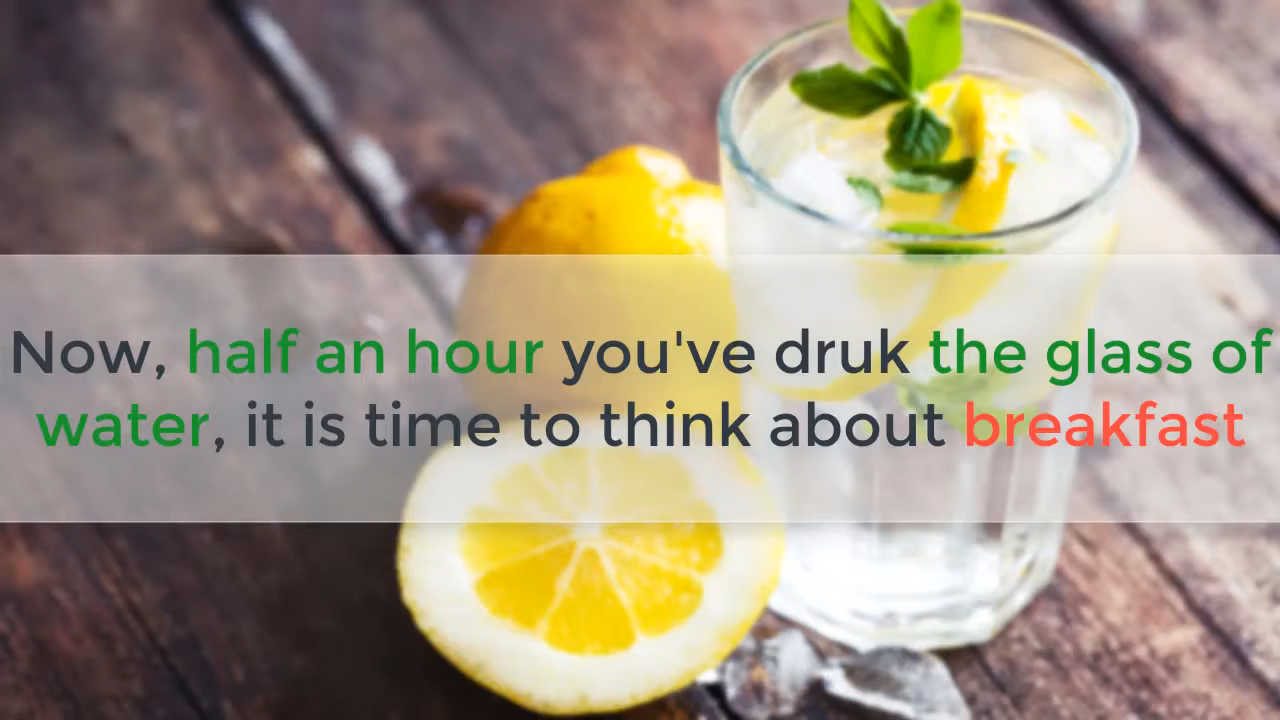 Now, half an hour you've druk the glass of
water, it is time to think about breakfast